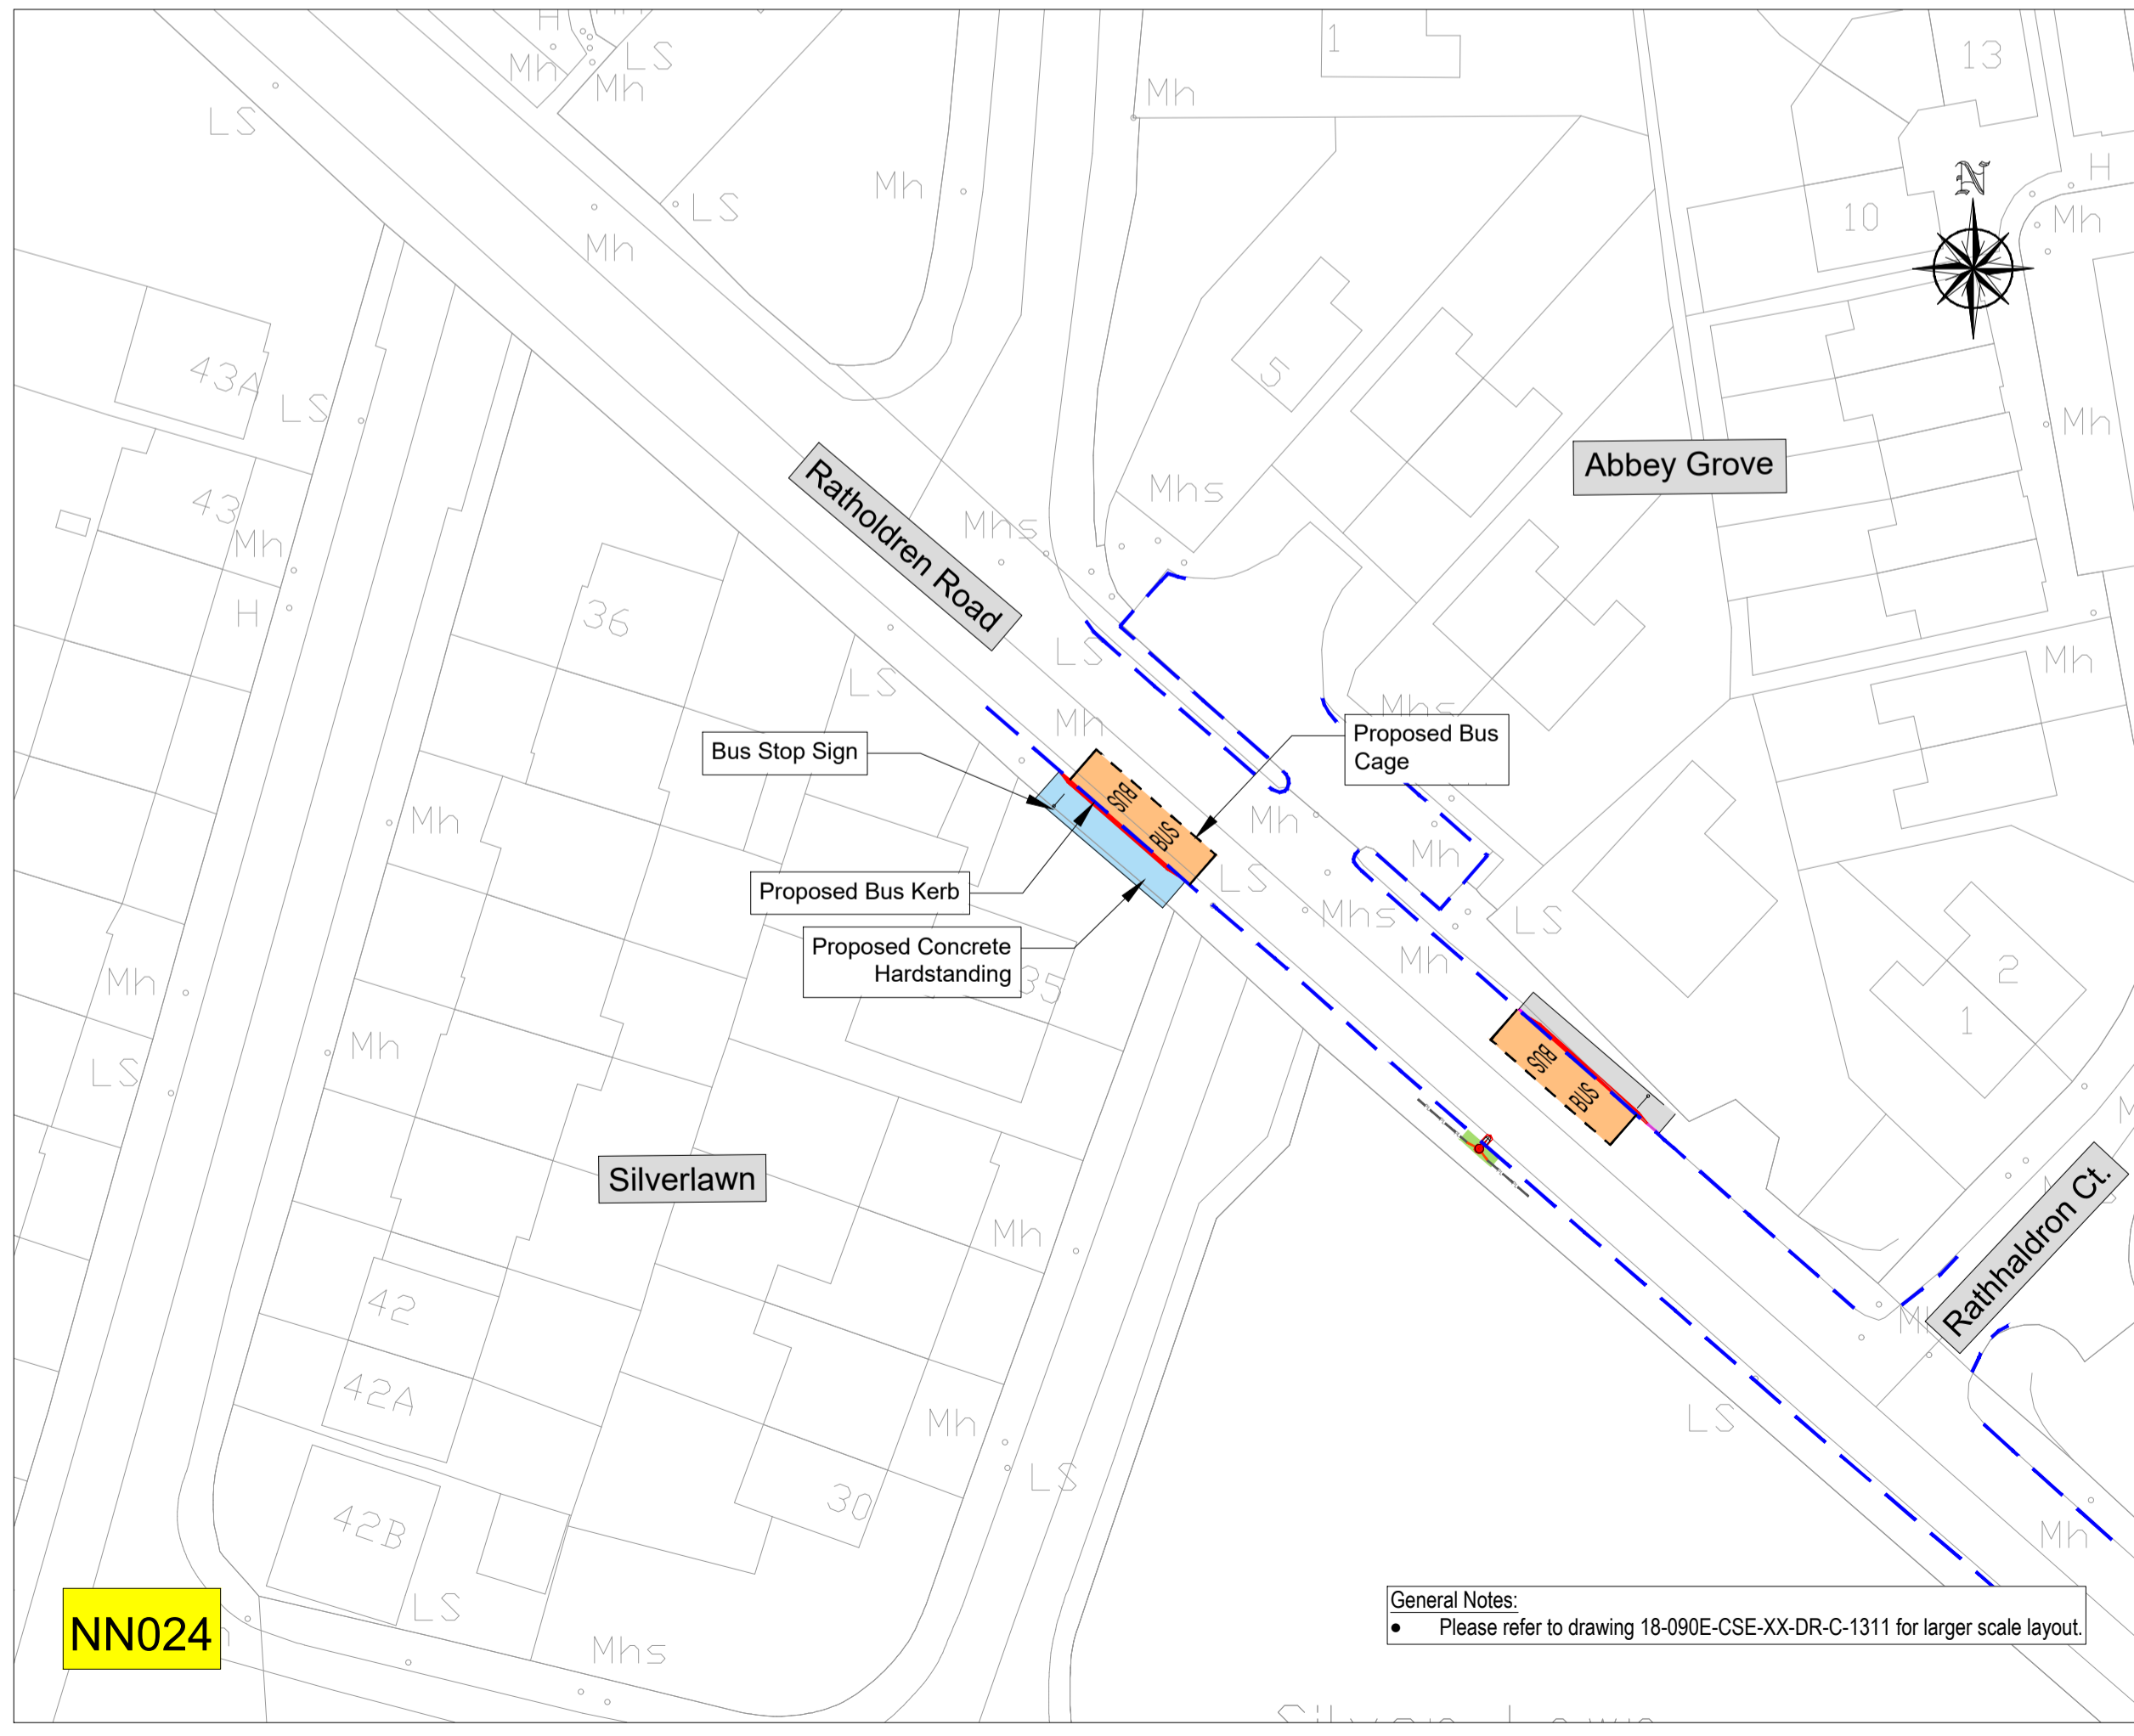 H
LS
Mh
Mh
LS
LS
Mh
Mh
1
Mh
13
N
H
10
Mh
43A
LS
5
Mh
Abbey Grove
43
Mh
H
Ratholdren Road
Mhs
Mhs
36
LS
LS
Mh
Mhs
Mh
Bus Stop Sign
Proposed Bus
Cage
BUS
BUS
Mh
Mh
Mh
LS
Proposed Bus Kerb
Mhs
LS
Proposed Concrete
Hardstanding
35
Mh
Mh
2
1
Mh
LS
BUS
BUS
Silverlawn
Mh
Rathhaldron Ct.
42
42A
Mh
LS
LS
30
42B
Mh
LS
NN024
Mhs
General Notes:
• Please refer to drawing 18-090E-CSE-XX-DR-C-1311 for larger scale layout.